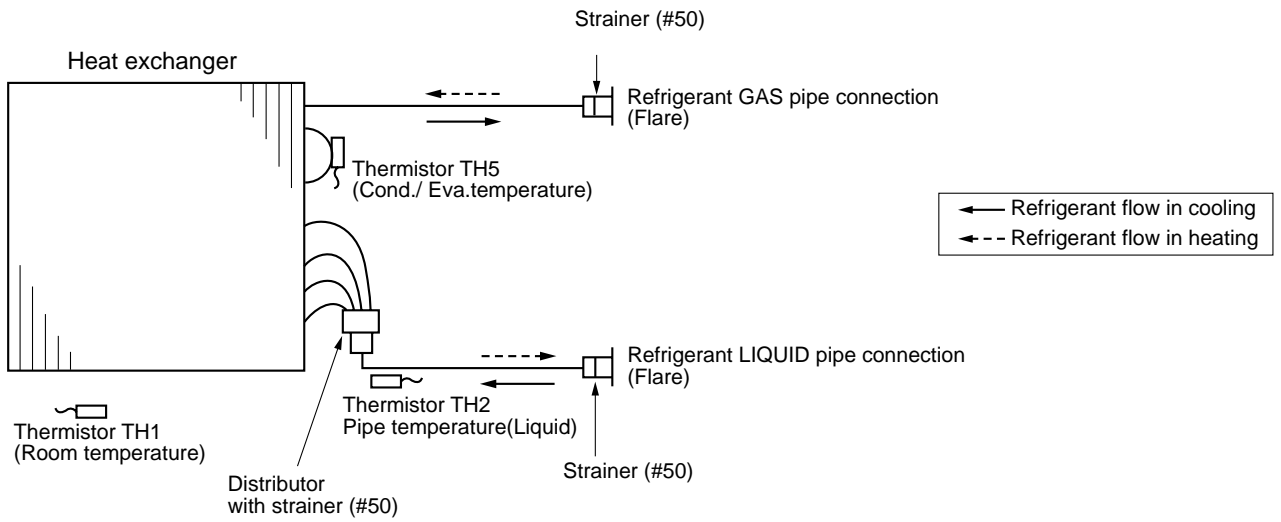 Strainer (#50)
Heat exchanger
Refrigerant GAS pipe connection
(Flare)
Thermistor TH5
(Cond./ Eva.temperature)
Refrigerant flow in cooling
Refrigerant flow in heating
Refrigerant LIQUID pipe connection
(Flare)
Thermistor TH2
Pipe temperature(Liquid)
Thermistor TH1
(Room temperature)
Strainer (#50)
Distributor
with strainer (#50)